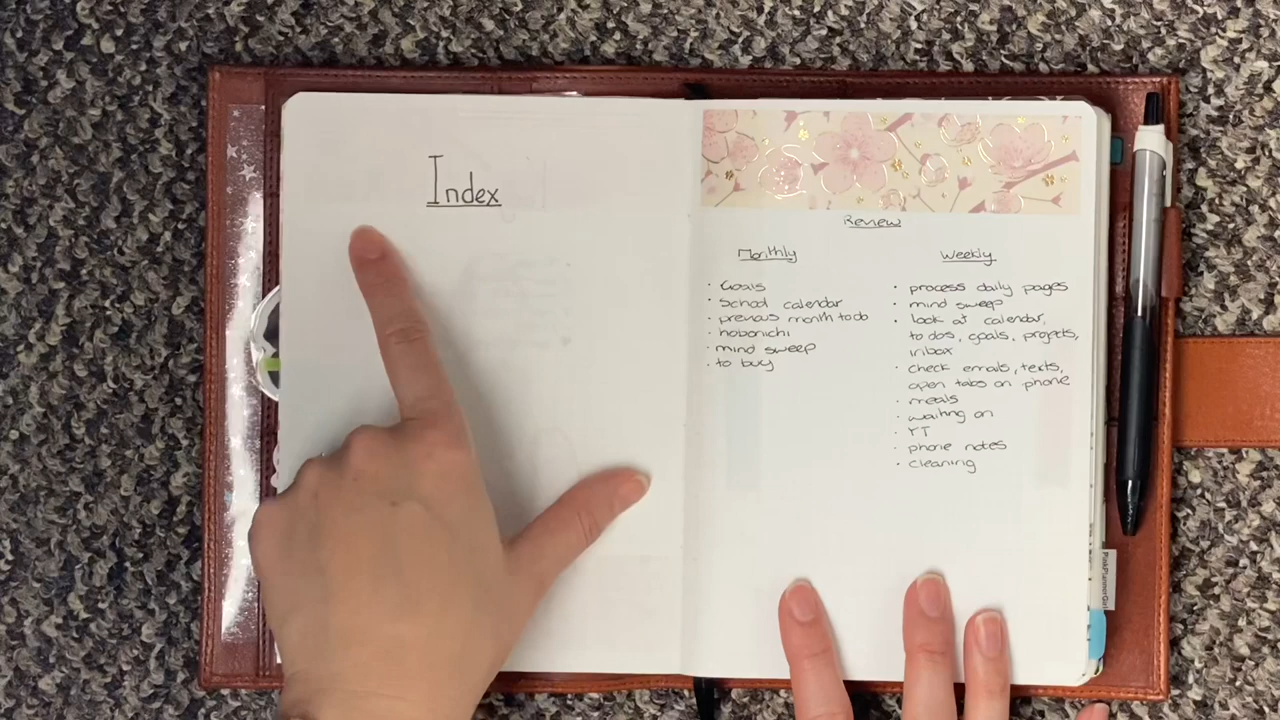 Index
Review
Monthly
· Goals
· School calendar
· previous month to do
· hobonichi
· mind sweep
· to buy
Weekly
· process daily pages
· mind sweep
· look at calendar,
to dos, goals, projects,
inbox
· check emails, texts,
open tabs on phone
· meals
· waiting on
· YT
· phone notes
· cleaning
PinkPlannerGirl